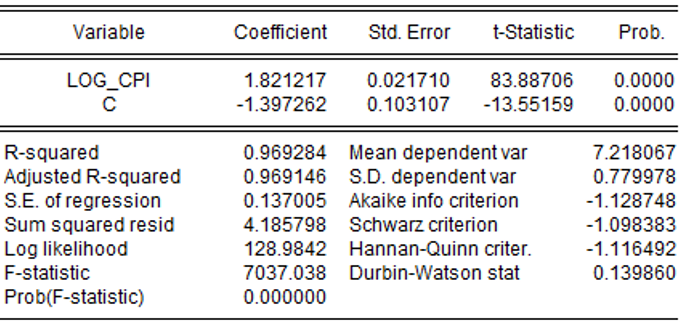 Variable Coefficient Std. Error t-Statistic Prob.
LOG_CPI 1.821217 0.021710 83.88706 0.0000
C -1.397262 0.103107 -13.55159 0.0000
R-squared 0.969284 Mean dependent var 7.218067
Adjusted R-squared 0.969146 S.D. dependent var 0.779978
S.E. of regression 0.137005 Akaike info criterion -1.128748
Sum squared resid 4.185798 Schwarz criterion -1.098383
Log likelihood 128.9842 Hannan-Quinn criter. -1.116492
F-statistic 7037.038 Durbin-Watson stat 0.139860
Prob(F-statistic) 0.000000